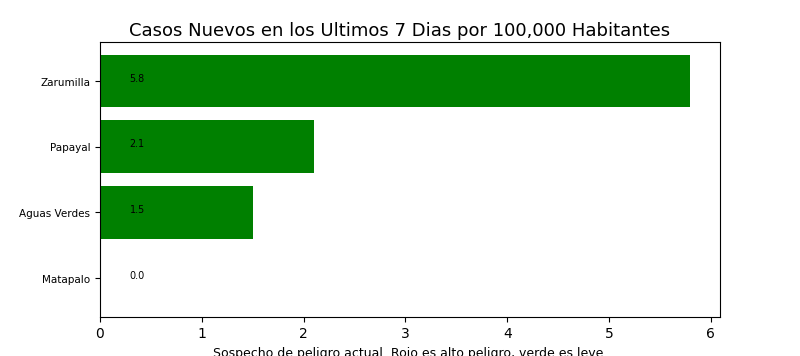 Casos Nuevos en los Ultimos 7 Dias por 100,000 Habitantes
Zarumilla 5.8
Papayal 2.1
Aguas Verdes 1.5
Matapalo 0.0
0 1 2 3 4 5 6
Sospecho de peligro actual. Rojo es alto peligro, verde es leve